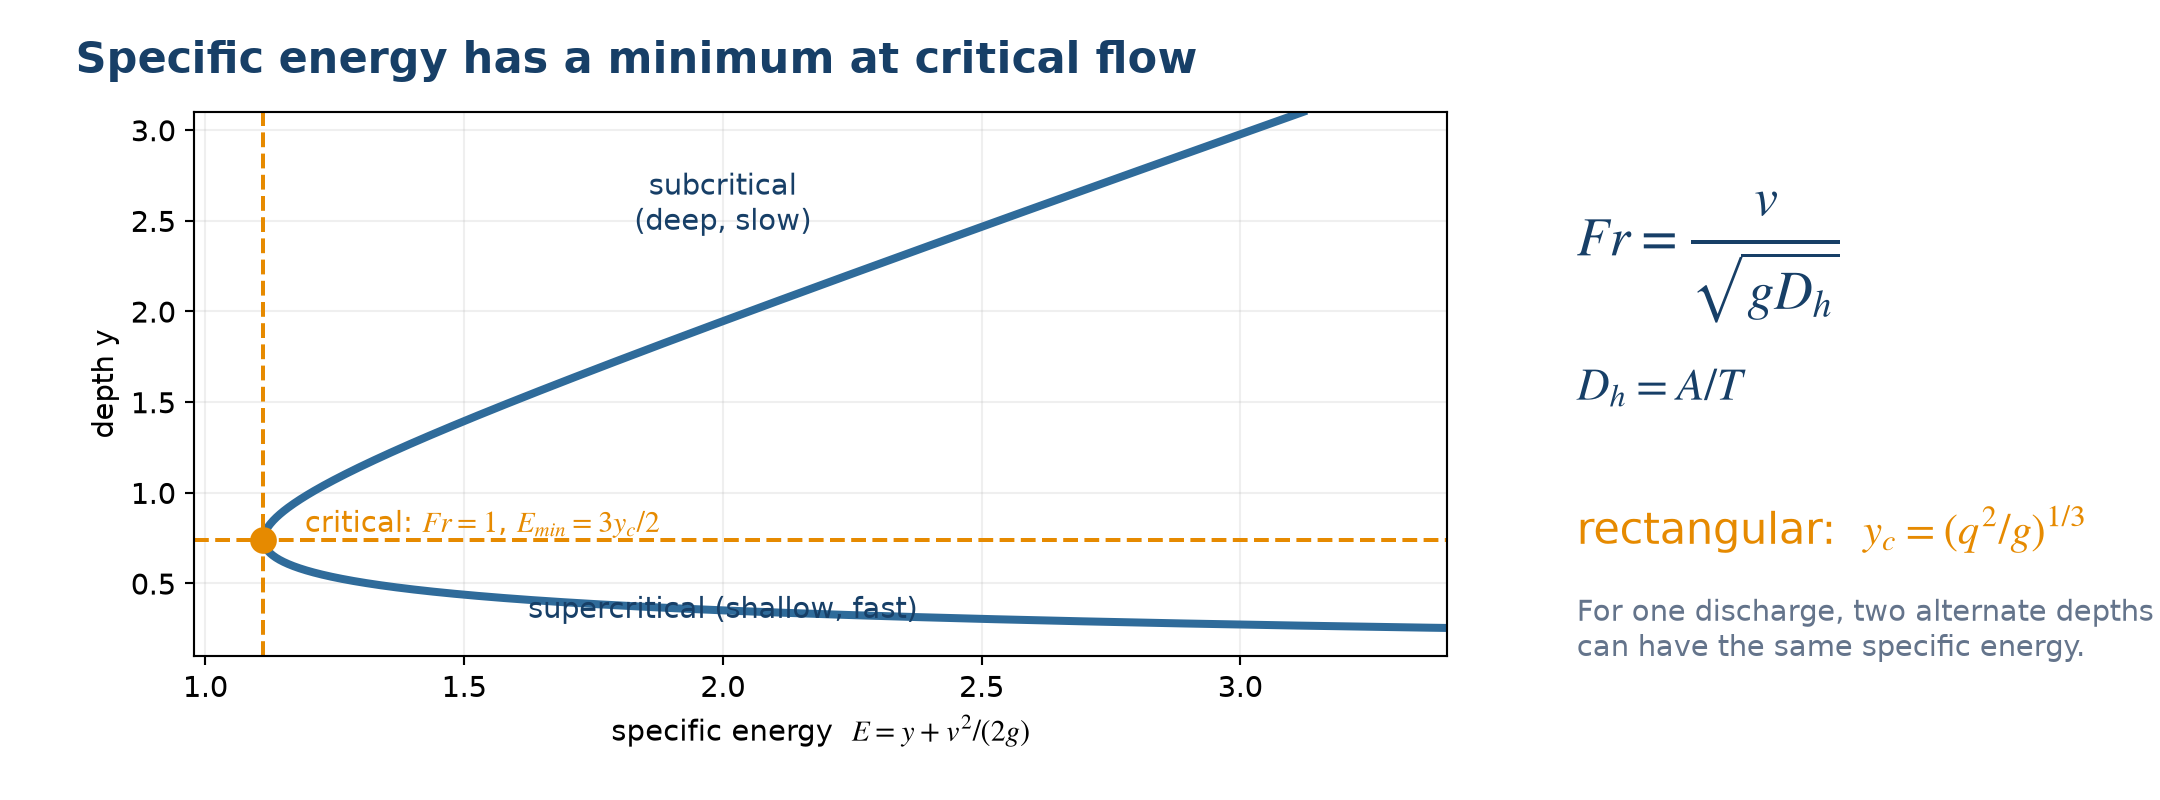 Specific energy has a minimum at critical flow
3.0
2.5
2.0
1.5
1.0
0.5
depth y
subcritical
(deep, slow)
critical: Fr = 1, E_min = 3y_c/2
supercritical (shallow, fast)
1.0 1.5 2.0 2.5 3.0
specific energy E = y + v²/(2g)
Fr = v / √(gD_h)
D_h = A/T
rectangular: y_c = (q²/g)^{1/3}
For one discharge, two alternate depths
can have the same specific energy.